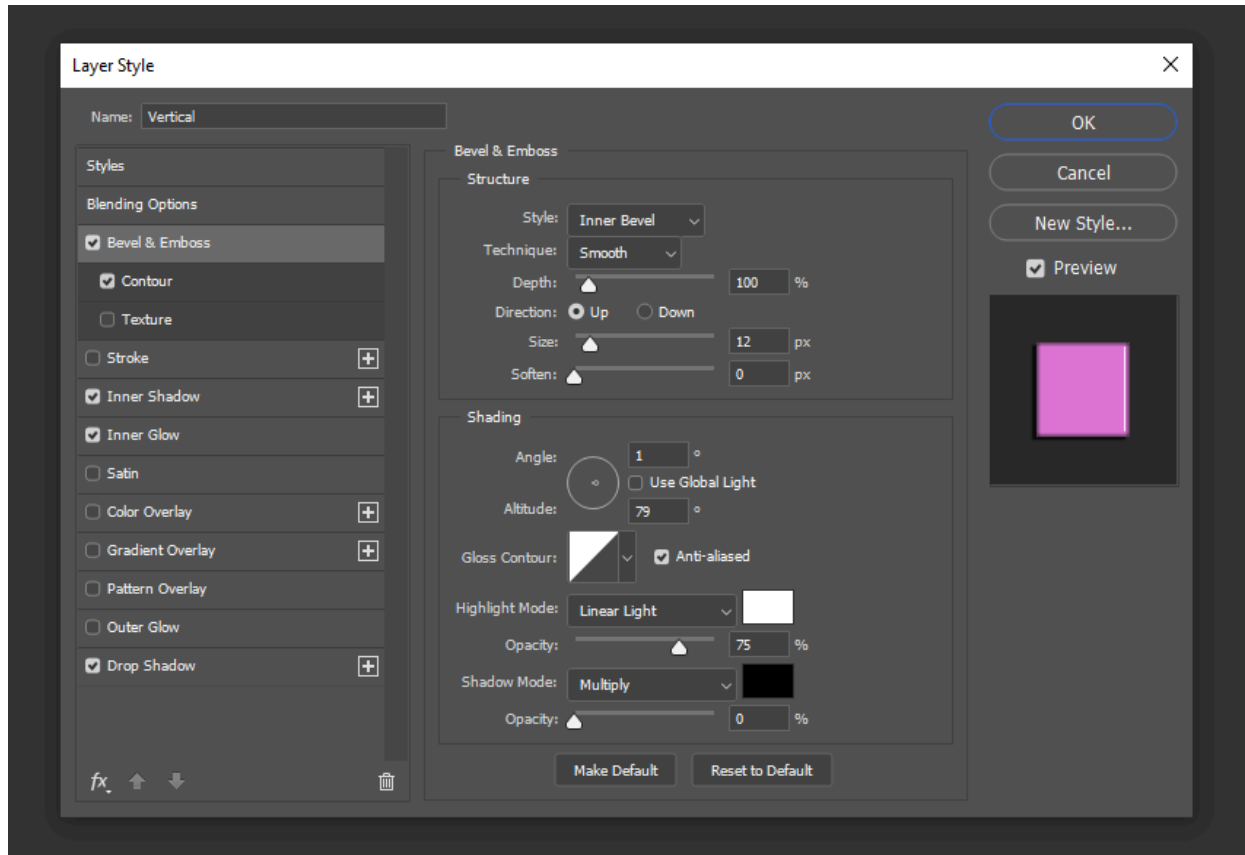 Layer Style
Name: Vertical
Styles
Blending Options
Bevel & Emboss
Contour
Texture
Stroke
Inner Shadow
Inner Glow
Satin
Color Overlay
Gradient Overlay
Pattern Overlay
Outer Glow
Drop Shadow
fx
Bevel & Emboss
Structure
Style: Inner Bevel
Technique: Smooth
Depth: 100 %
Direction: Up Down
Size: 12 px
Soften: 0 px
Shading
Angle: 1 °
Use Global Light
Altitude: 79 °
Gloss Contour: Anti-aliased
Highlight Mode: Linear Light
Opacity: 75 %
Shadow Mode: Multiply
Opacity: 0 %
Make Default Reset to Default
OK
Cancel
New Style...
Preview